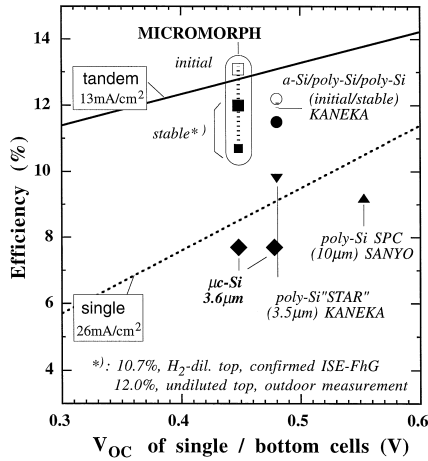 14
12
10
8
6
4
0.3
0.4
0.5
0.6
Efficiency (%)
V_OC of single / bottom cells (V)
MICROMORPH
initial
tandem
13mA/cm²
a-Si/poly-Si/poly-Si
(initial/stable)
KANEKA
stable*⁾
poly-Si SPC
(10µm) SANYO
µc-Si
3.6µm
poly-Si"STAR"
(3.5µm) KANEKA
single
26mA/cm²
*⁾: 10.7%, H₂-dil. top, confirmed ISE-FhG
12.0%, undiluted top, outdoor measurement